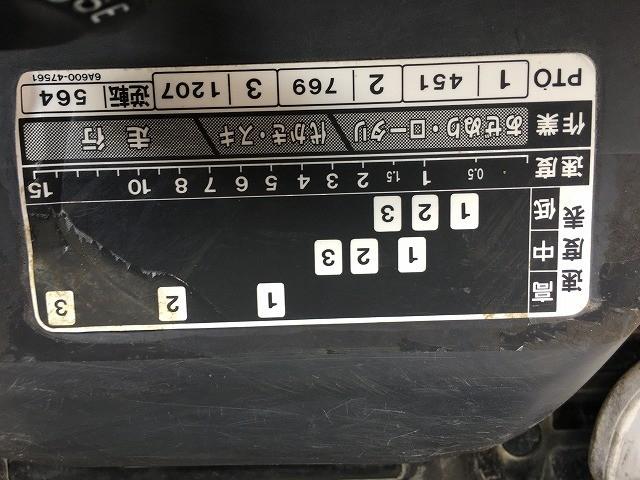 速度表
高 1 2 3
中 1 2 3
低 1 2 3
速度 0.5 1 1.5 2 3 4 5 6 7 8 10 15
作業 あぜぬり・ロータリ 代かき・スキ 走行
PTO 1 451 2 769 3 1207 逆転 564
6A600-47561